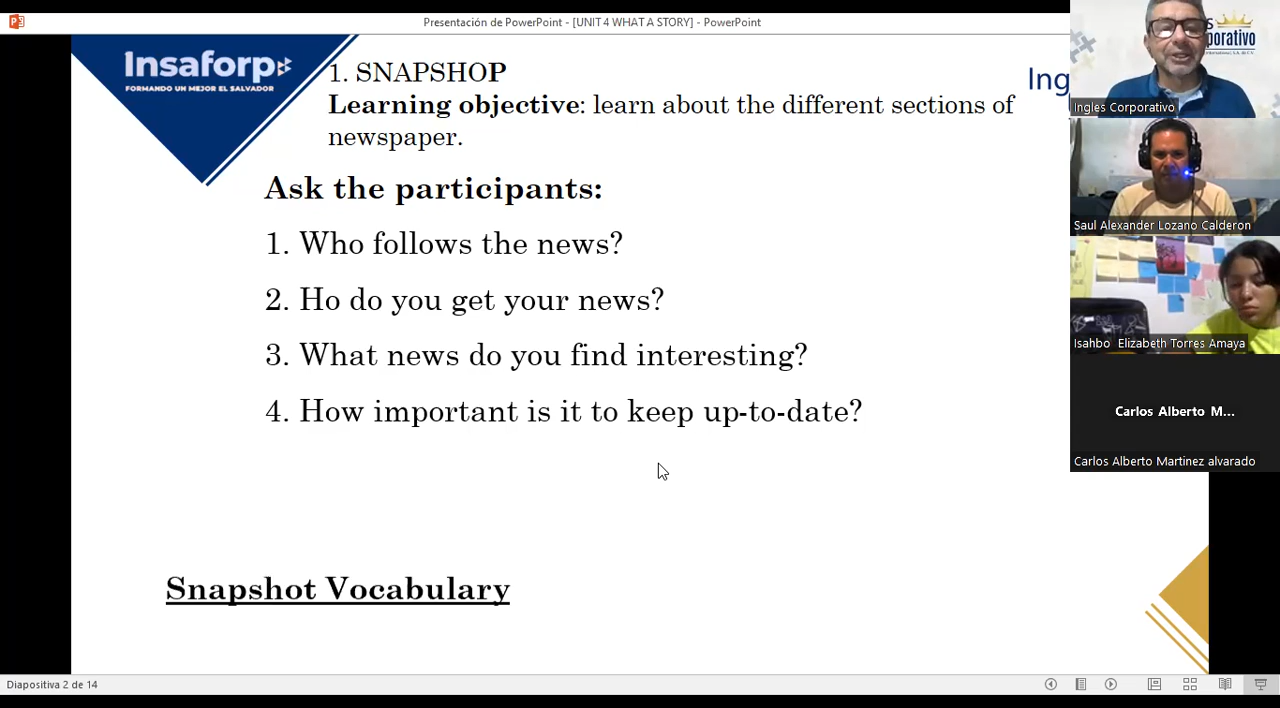 Presentación de PowerPoint - [UNIT 4 WHAT A STORY] - PowerPoint
Insaforp
FORMANDO UN MEJOR EL SALVADOR
1. SNAPSHOP
Learning objective: learn about the different sections of
newspaper.
Ing
Ask the participants:
1. Who follows the news?
2. Ho do you get your news?
3. What news do you find interesting?
4. How important is it to keep up-to-date?
Snapshot Vocabulary
S
porativo
Ingles Corporativo
Saul Alexander Lozano Calderon
Isahbo Elizabeth Torres Amaya
Carlos Alberto M...
Carlos Alberto Martinez alvarado
Diapositiva 2 de 14